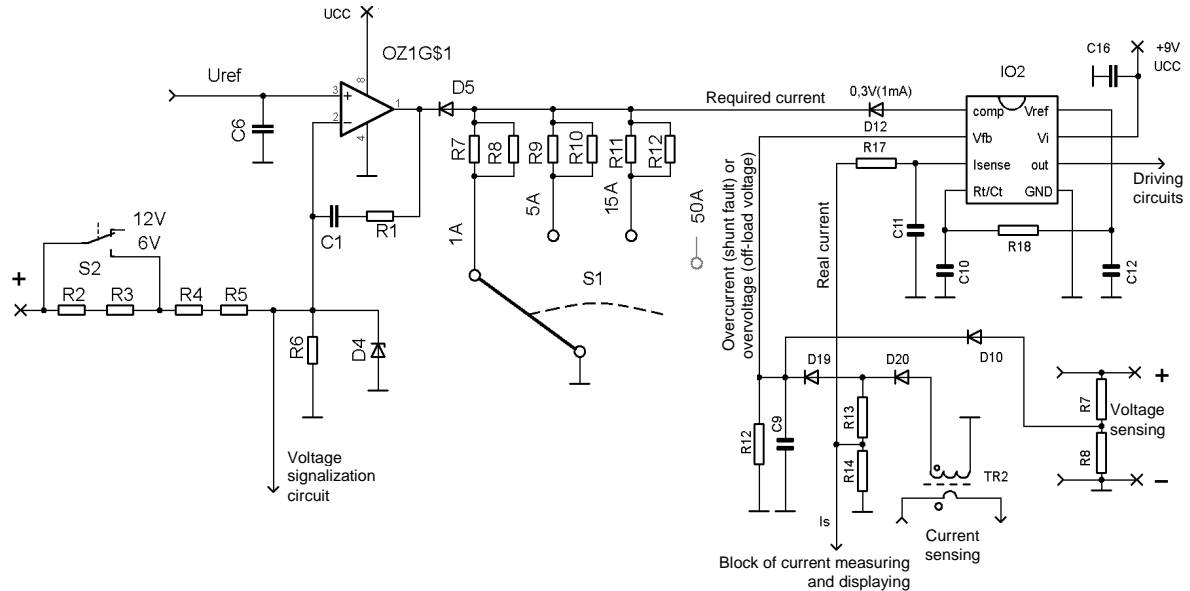 UCC
OZ1G$1
Uref
3
+
2
−
8
4
1
C6
D5
Required current
0,3V(1mA)
D12
IO2
comp
Vref
Vfb
Vi
Isense
out
Rt/Ct
GND
C16
+9V
UCC
R17
Driving
circuits
R7
R8
R9
R10
R11
R12
1A
5A
15A
50A
C1
R1
12V
6V
S2
+
R2
R3
R4
R5
R6
D4
S1
Voltage
signalization
circuit
Overcurrent (shunt fault) or
overvoltage (off-load voltage)
Real current
C11
C10
R18
C12
D19
D20
D10
R12
C9
R13
R14
TR2
Current
sensing
R7
R8
+
Voltage
sensing
−
Is
Block of current measuring
and displaying